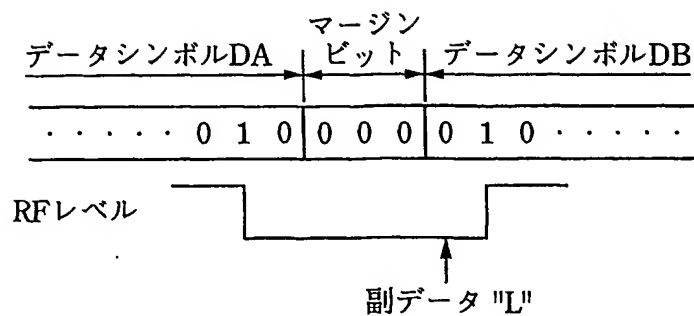 マージン
データシンボルDA ビット データシンボルDB
· · · · · 0 1 0 0 0 0 0 1 0 · · · · ·
RFレベル
副データ "L"